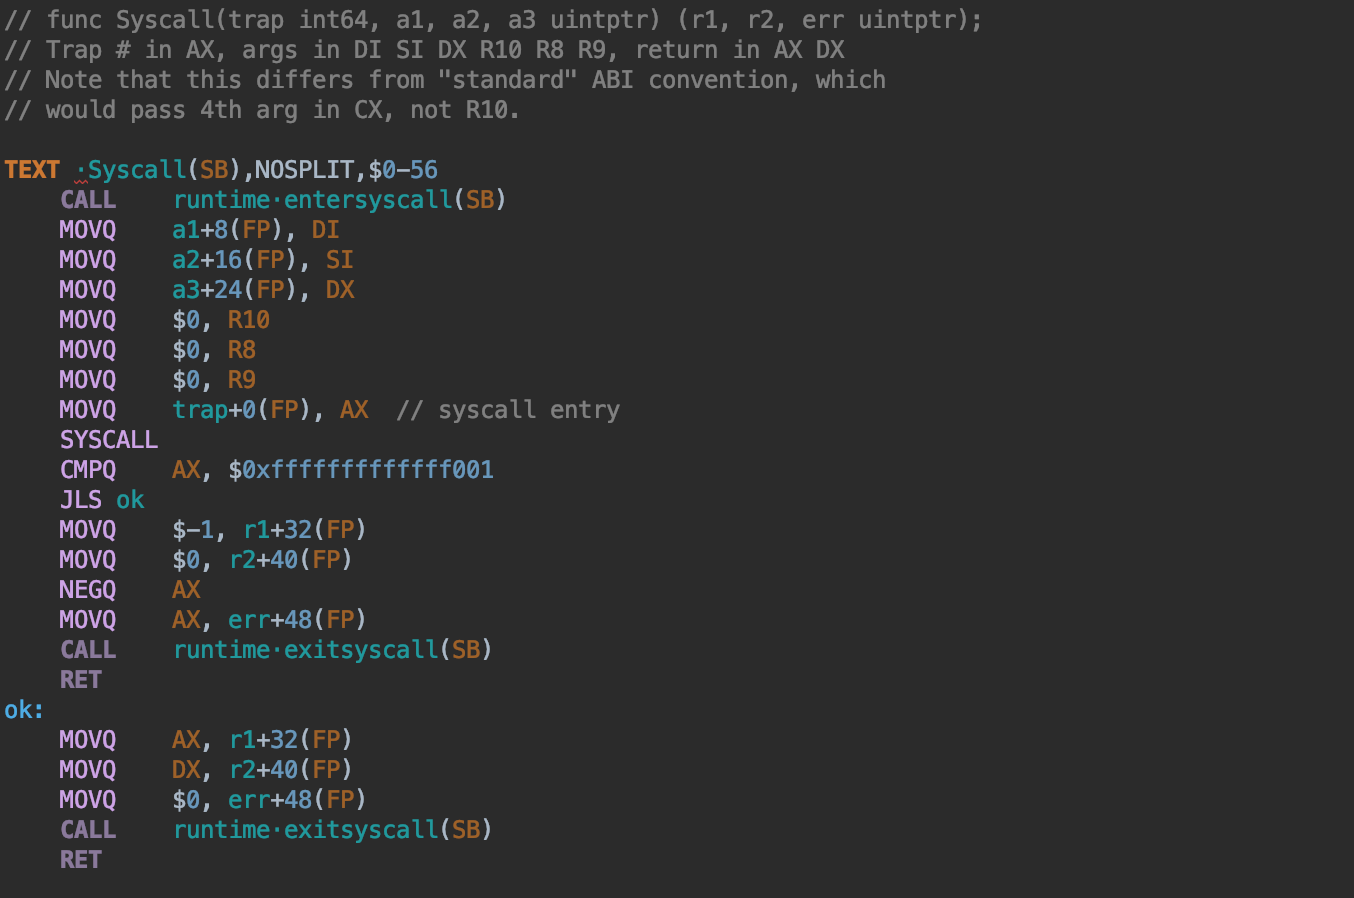 // func Syscall(trap int64, a1, a2, a3 uintptr) (r1, r2, err uintptr);
// Trap # in AX, args in DI SI DX R10 R8 R9, return in AX DX
// Note that this differs from "standard" ABI convention, which
// would pass 4th arg in CX, not R10.
TEXT ·Syscall(SB),NOSPLIT,$0-56
CALL runtime·entersyscall(SB)
MOVQ a1+8(FP), DI
MOVQ a2+16(FP), SI
MOVQ a3+24(FP), DX
MOVQ $0, R10
MOVQ $0, R8
MOVQ $0, R9
MOVQ trap+0(FP), AX // syscall entry
SYSCALL
CMPQ AX, $0xfffffffffffff001
JLS ok
MOVQ $-1, r1+32(FP)
MOVQ $0, r2+40(FP)
NEGQ AX
MOVQ AX, err+48(FP)
CALL runtime·exitsyscall(SB)
RET
ok:
MOVQ AX, r1+32(FP)
MOVQ DX, r2+40(FP)
MOVQ $0, err+48(FP)
CALL runtime·exitsyscall(SB)
RET